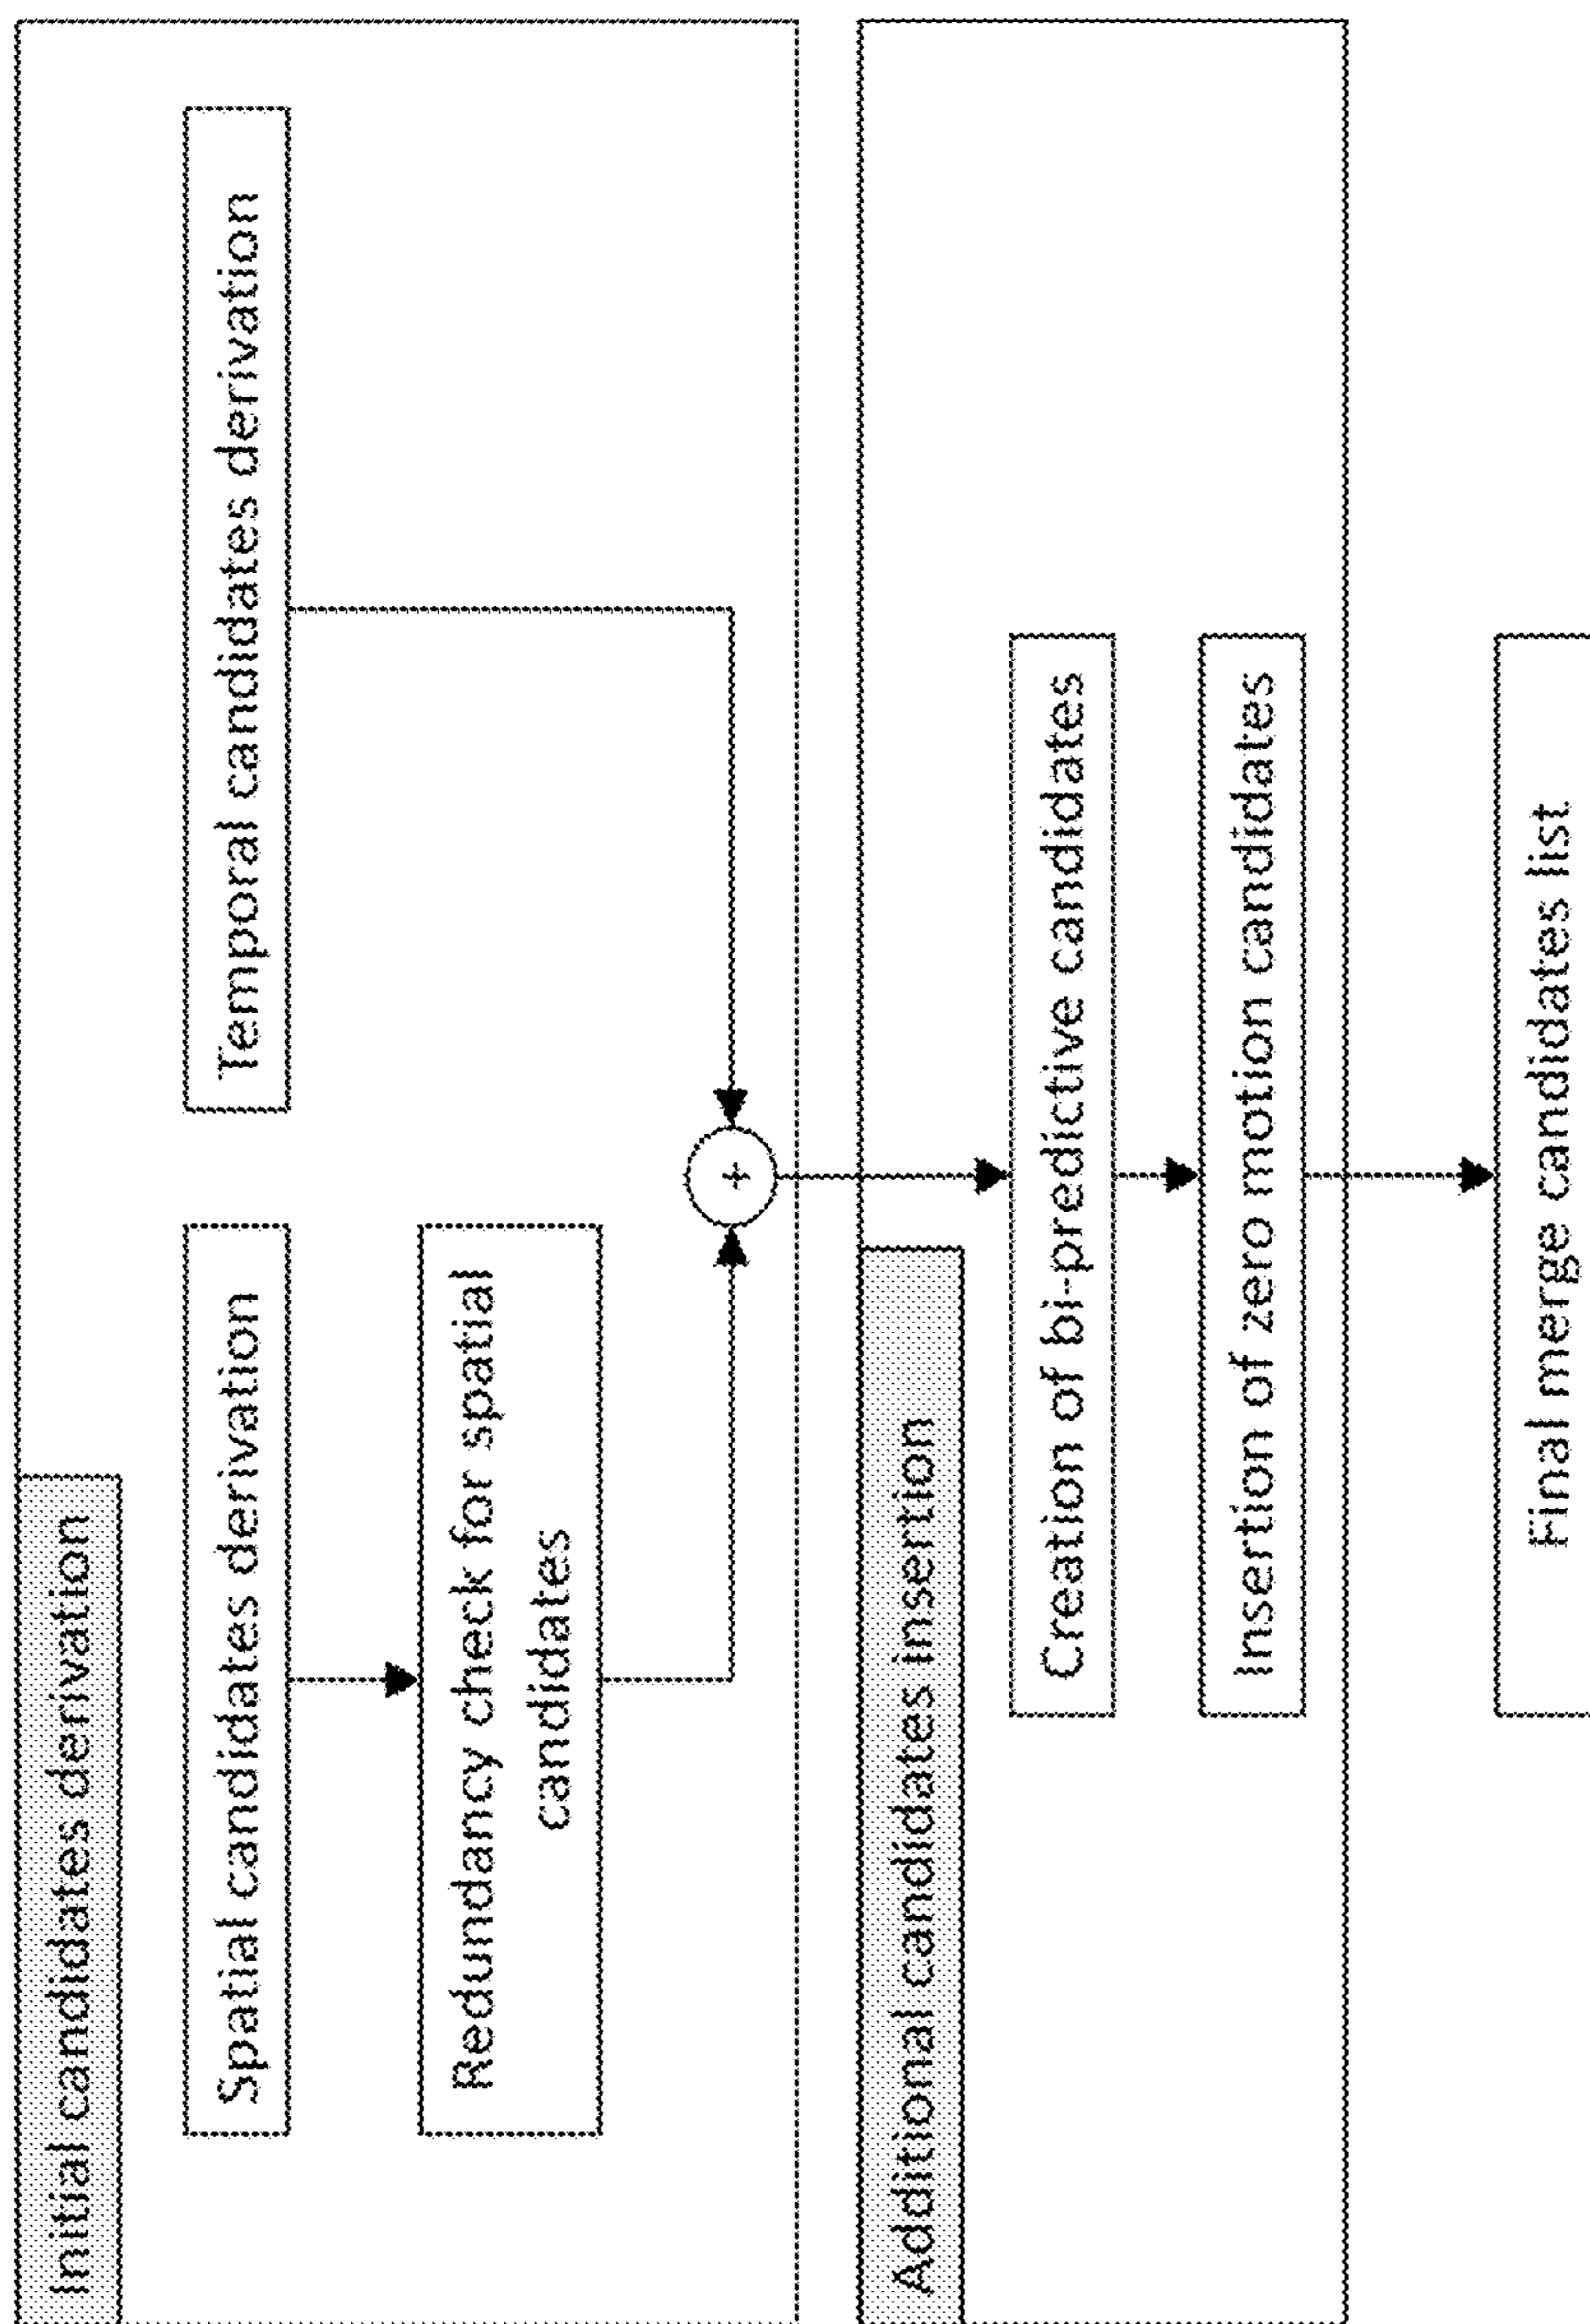 Initial candidates derivation
Spatial candidates derivation
Temporal candidates derivation
Redundancy check for spatial
candidates
+
Additional candidates insertion
Creation of bi-predictive candidates
Insertion of zero motion candidates
Final merge candidates list